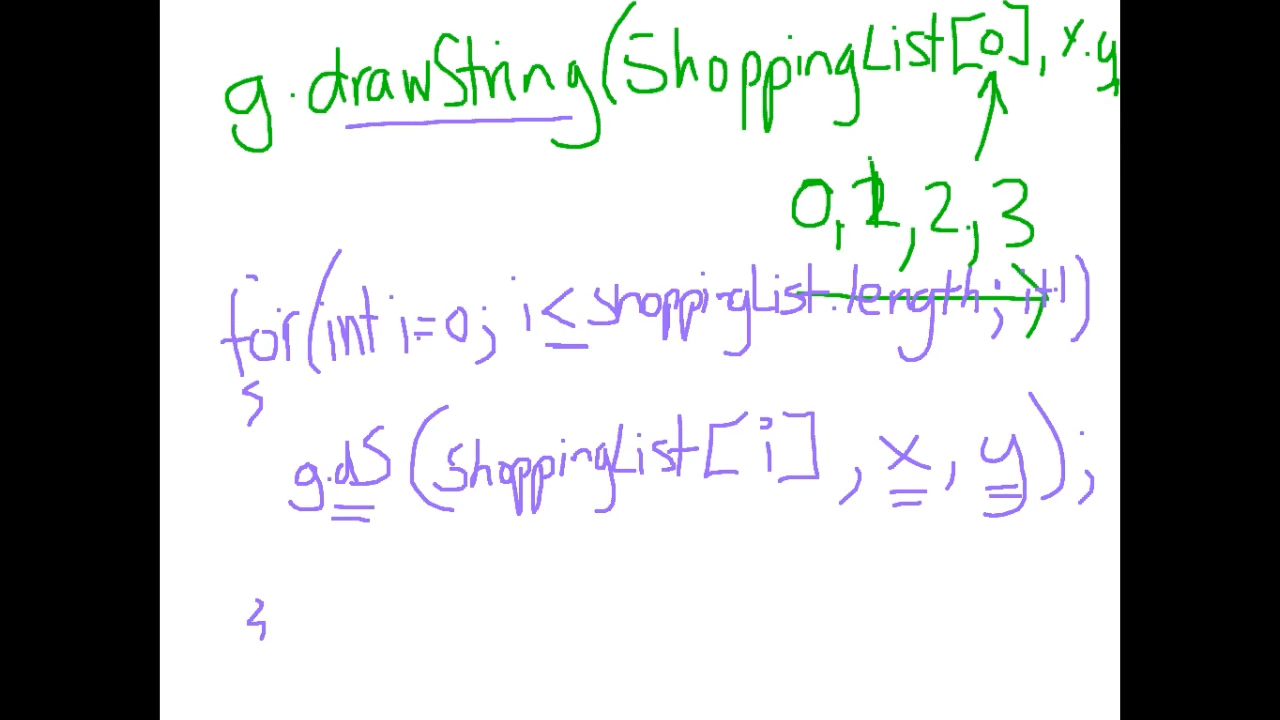 g.drawString(ShoppingList[0], x.y
0, 1, 2, 3
for(int i=0; i≤shoppingList.length; i++)
{
g.dS(ShoppingList[i], x, y);
}